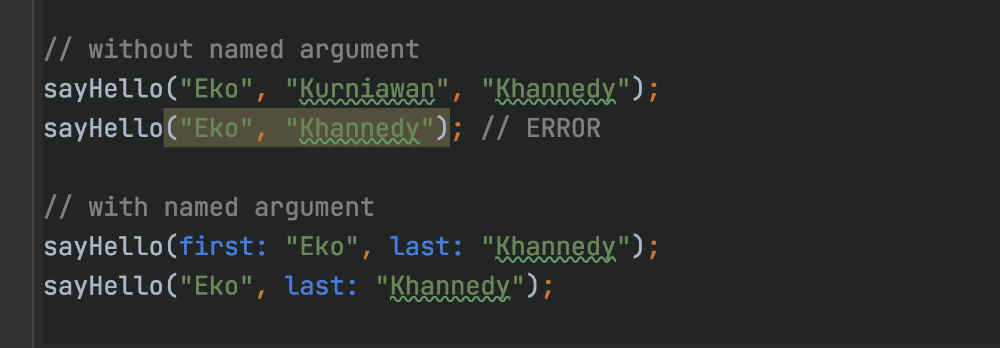 // without named argument
sayHello("Eko", "Kurniawan", "Khannedy");
sayHello("Eko", "Khannedy"); // ERROR
// with named argument
sayHello(first: "Eko", last: "Khannedy");
sayHello("Eko", last: "Khannedy");